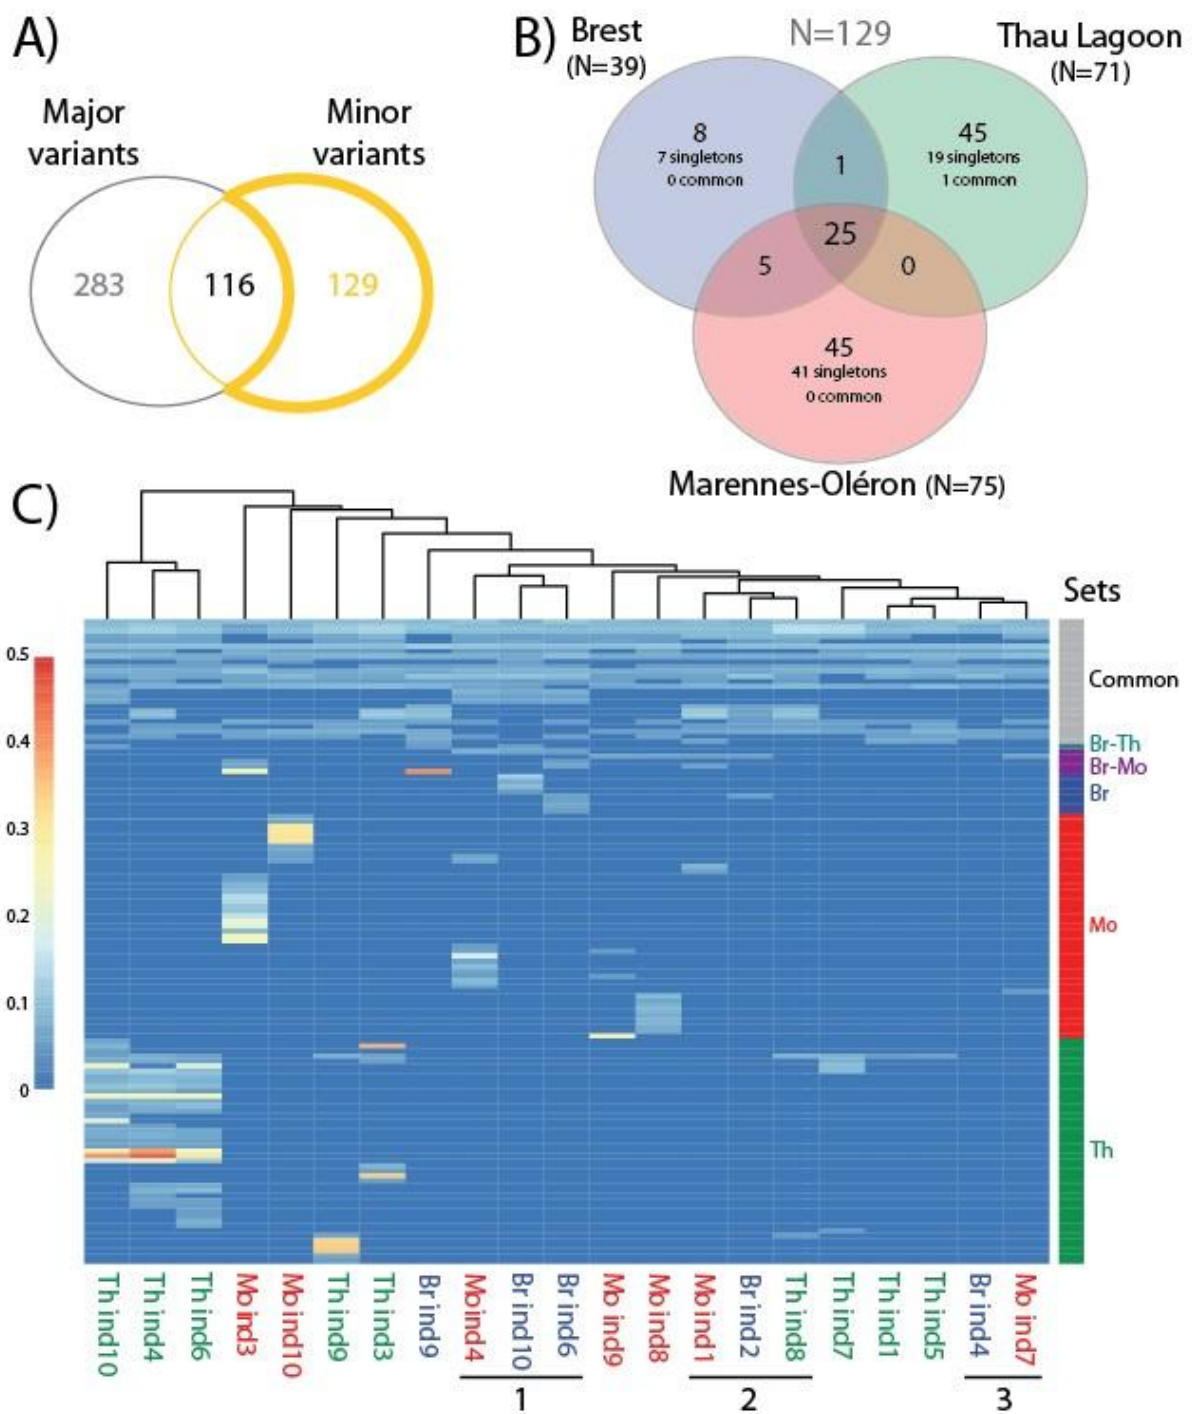 A)
Major
variants
Minor
variants
283
116
129
B)
Brest
(N=39)
N=129
Thau Lagoon
(N=71)
8
7 singletons
0 common
1
45
19 singletons
1 common
25
5
0
45
41 singletons
0 common
Marennes-Oléron (N=75)
C)
Sets
0.5
0.4
0.3
0.2
0.1
0
Common
Br-Th
Br-Mo
Br
Mo
Th
Th ind10
Th ind4
Th ind6
Mo ind3
Mo ind10
Th ind9
Th ind3
Br ind9
Mo ind4
Br ind10
Br ind6
Mo ind9
Mo ind8
Mo ind1
Br ind2
Th ind8
Th ind7
Th ind1
Th ind5
Br ind4
Mo ind7
1
2
3